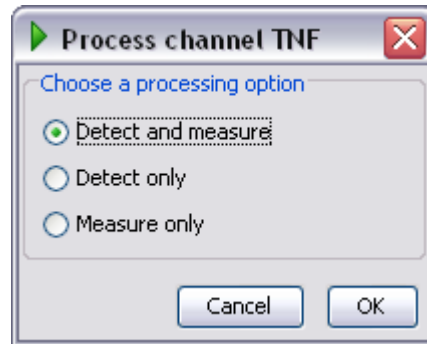 Process channel TNF
Choose a processing option
Detect and measure
Detect only
Measure only
Cancel OK